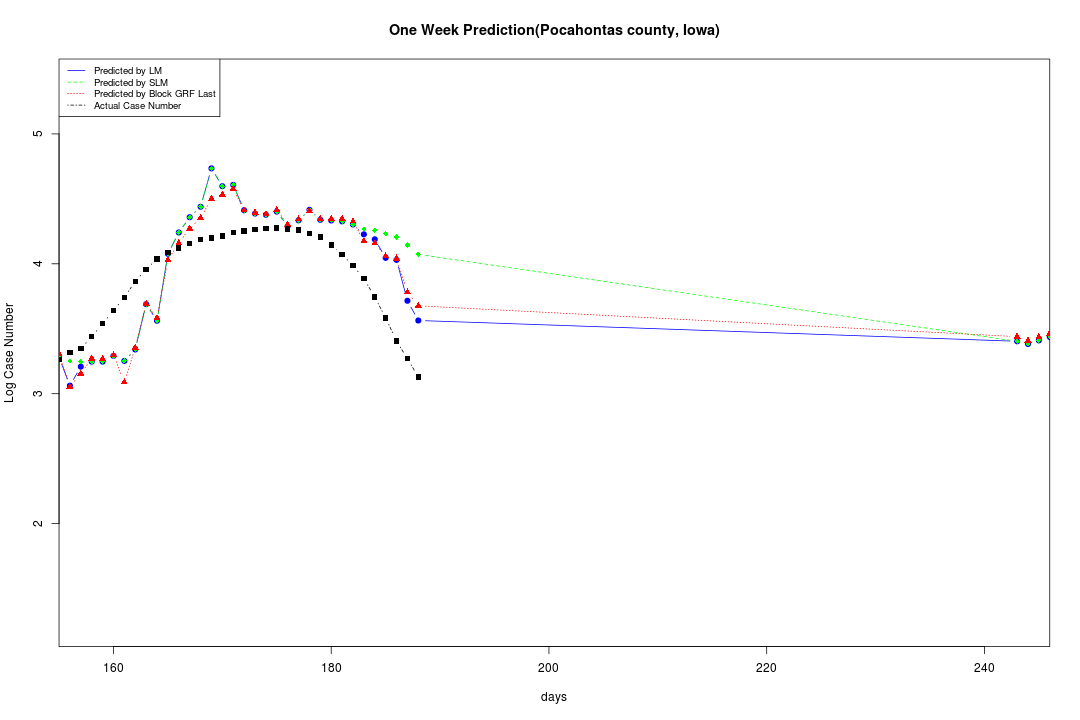 One Week Prediction(Pocahontas county, Iowa)
Predicted by LM
Predicted by SLM
Predicted by Block GRF Last
Actual Case Number
5
4
3
2
Log Case Number
160 180 200 220 240
days